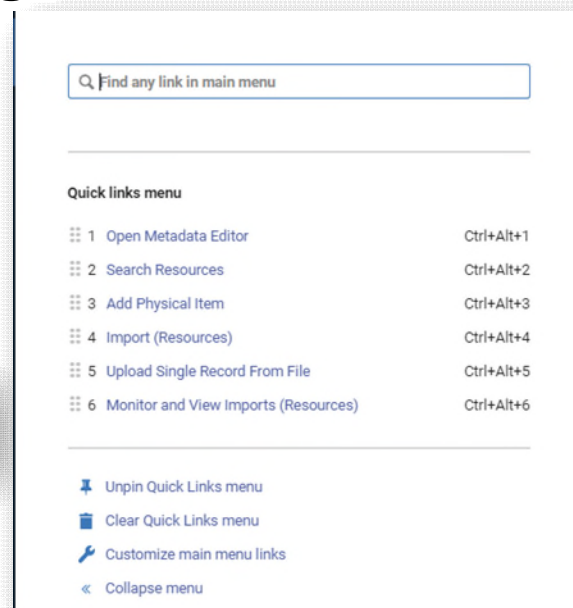 Find any link in main menu
Quick links menu
1 Open Metadata Editor Ctrl+Alt+1
2 Search Resources Ctrl+Alt+2
3 Add Physical Item Ctrl+Alt+3
4 Import (Resources) Ctrl+Alt+4
5 Upload Single Record From File Ctrl+Alt+5
6 Monitor and View Imports (Resources) Ctrl+Alt+6
Unpin Quick Links menu
Clear Quick Links menu
Customize main menu links
« Collapse menu